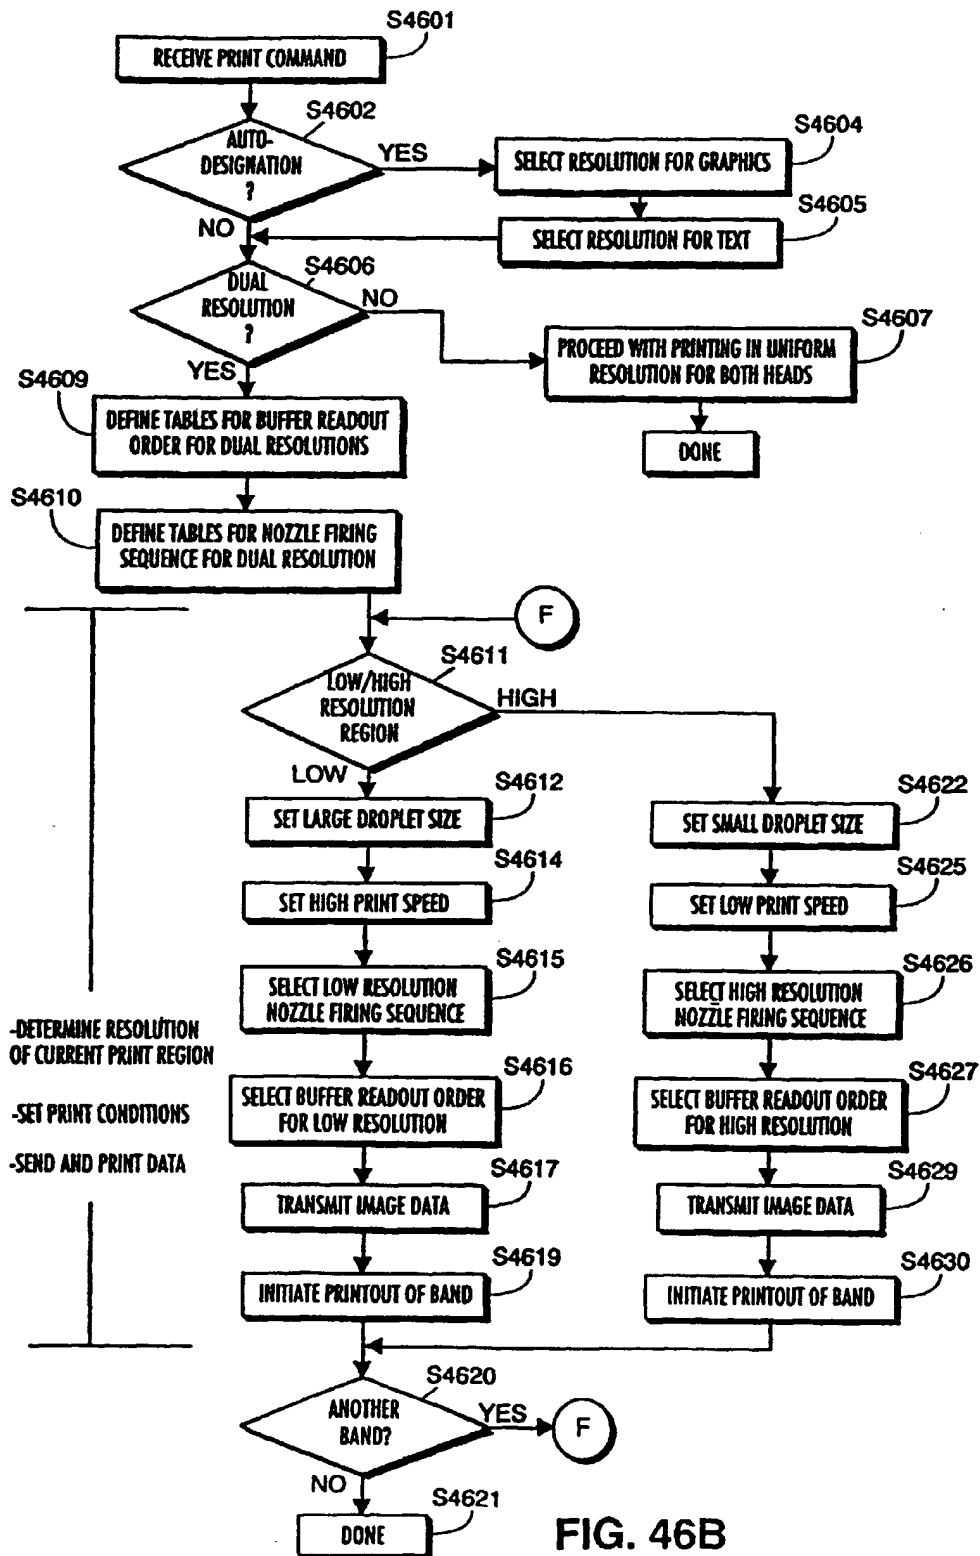 S4601
RECEIVE PRINT COMMAND
S4602
AUTO-
DESIGNATION
?
YES
NO
S4604
SELECT RESOLUTION FOR GRAPHICS
S4605
SELECT RESOLUTION FOR TEXT
S4606
DUAL
RESOLUTION
?
NO
YES
S4607
PROCEED WITH PRINTING IN UNIFORM
RESOLUTION FOR BOTH HEADS
DONE
S4609
DEFINE TABLES FOR BUFFER READOUT
ORDER FOR DUAL RESOLUTIONS
S4610
DEFINE TABLES FOR NOZZLE FIRING
SEQUENCE FOR DUAL RESOLUTION
F
S4611
LOW/HIGH
RESOLUTION
REGION
HIGH
LOW
S4612
SET LARGE DROPLET SIZE
S4614
SET HIGH PRINT SPEED
S4615
SELECT LOW RESOLUTION
NOZZLE FIRING SEQUENCE
S4616
SELECT BUFFER READOUT ORDER
FOR LOW RESOLUTION
S4617
TRANSMIT IMAGE DATA
S4619
INITIATE PRINTOUT OF BAND
S4622
SET SMALL DROPLET SIZE
S4625
SET LOW PRINT SPEED
S4626
SELECT HIGH RESOLUTION
NOZZLE FIRING SEQUENCE
S4627
SELECT BUFFER READOUT ORDER
FOR HIGH RESOLUTION
S4629
TRANSMIT IMAGE DATA
S4630
INITIATE PRINTOUT OF BAND
-DETERMINE RESOLUTION
OF CURRENT PRINT REGION
-SET PRINT CONDITIONS
-SEND AND PRINT DATA
S4620
ANOTHER
BAND?
YES
F
NO
S4621
DONE
FIG. 46B